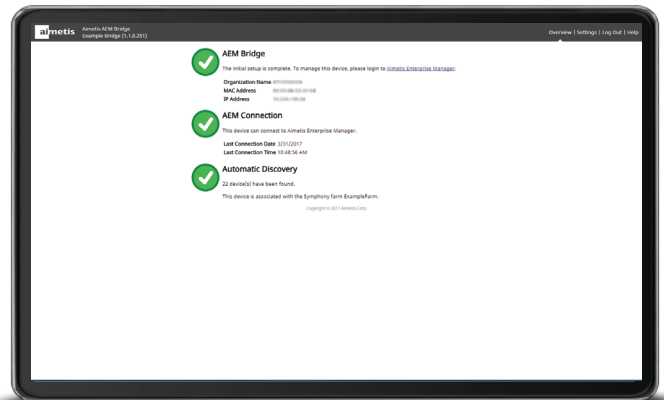 aimetis
Aimetis AEM Bridge
Example Bridge [1.1.0.251]
Overview | Settings | Log Out | Help
AEM Bridge
The initial setup is complete. To manage this device, please login to Aimetis Enterprise Manager.
Organization Name
MAC Address
IP Address
AEM Connection
This device can connect to Aimetis Enterprise Manager.
Last Connection Date 3/31/2017
Last Connection Time 10:48:56 AM
Automatic Discovery
22 device(s) have been found.
This device is associated with the Symphony farm ExampleFarm.
Copyright © 2017 Aimetis Corp.